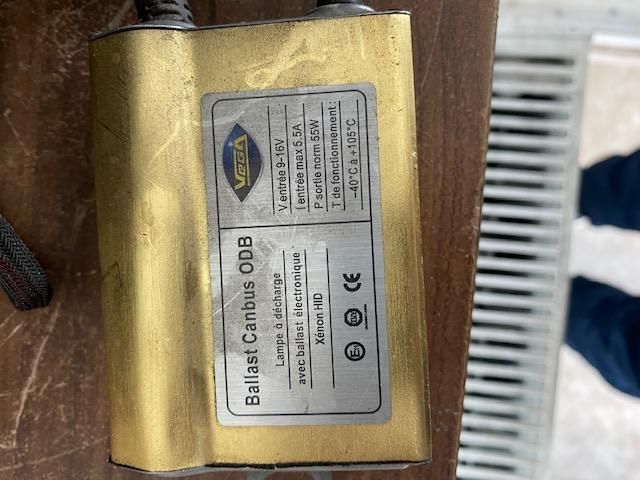 VEGA
V entrée 9-16V
I entrée max 5.5A
P sortie norm 55W
T de fonctionnement :
–40°C à +105°C
Ballast Canbus ODB
Lampe à décharge
avec ballast électronique
Xénon HID
CE